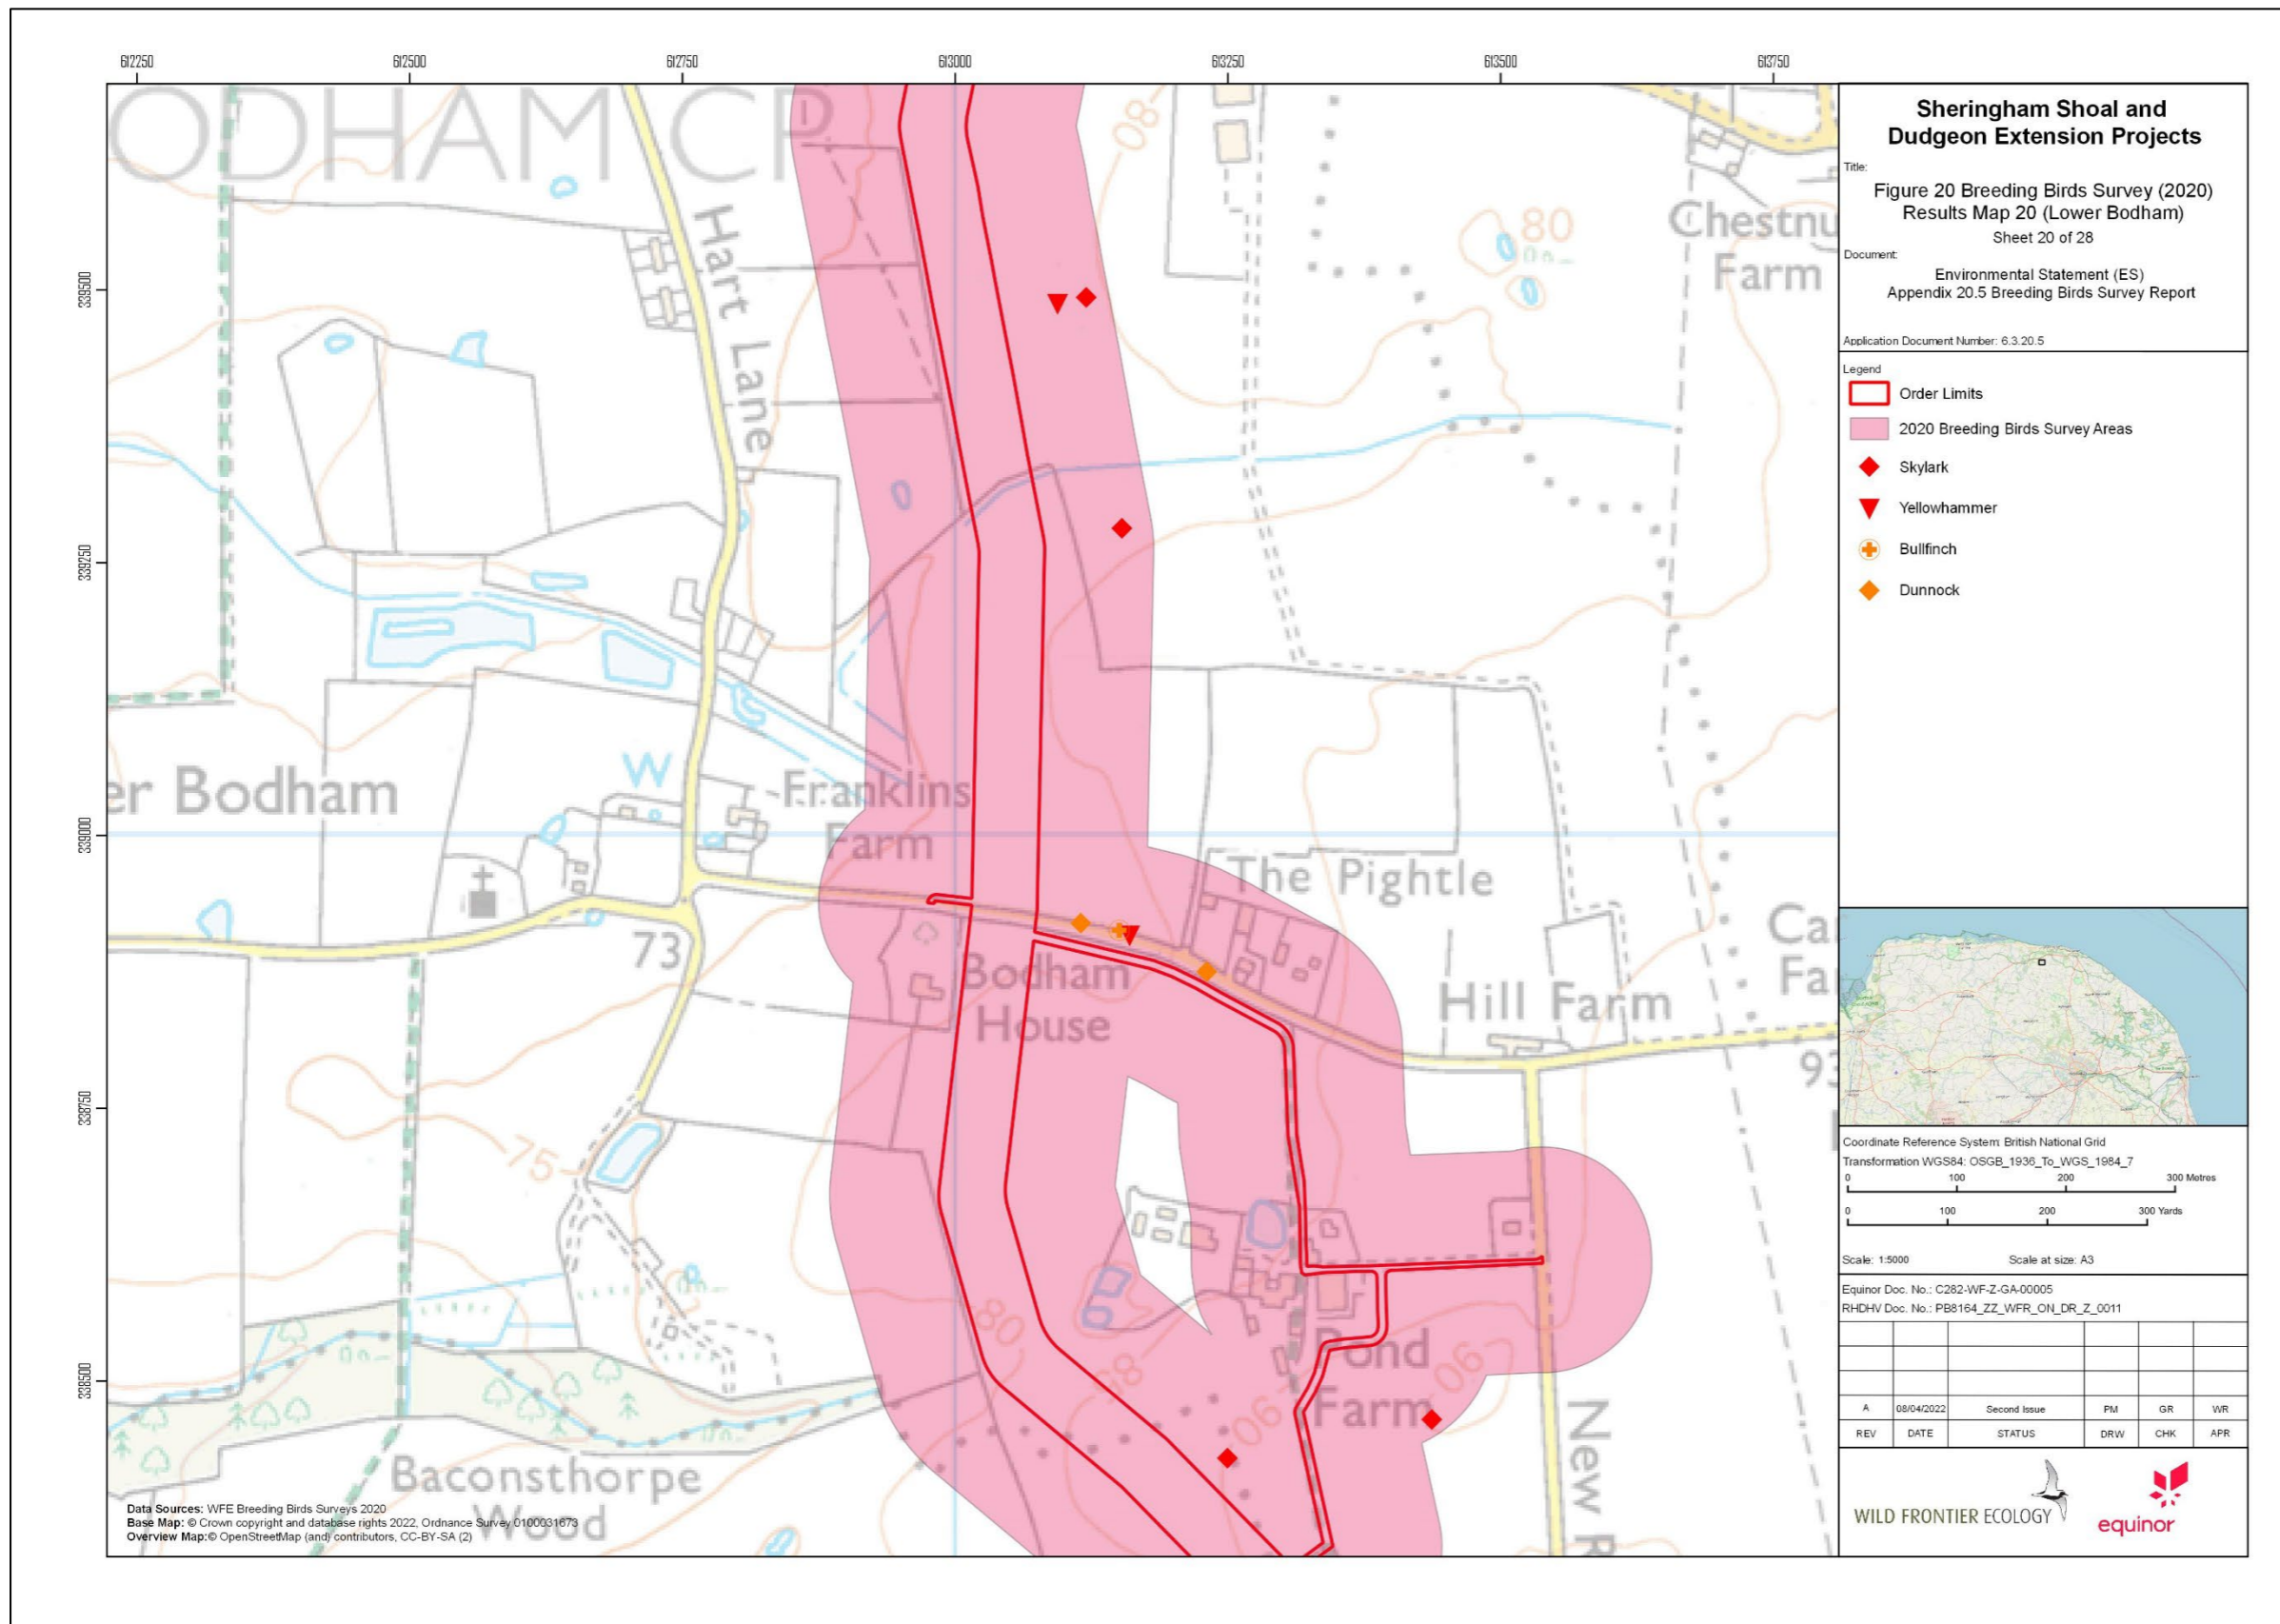 612250
612500
612750
613000
613250
613500
613750
339500
339250
339000
338750
338500
ODHAM CP
08
80
Hart Lane
Chestnu
Farm
er Bodham
W
Franklins
Farm
The Pightle
73
Bodham
House
Hill Farm
Ca
Fa
93
75
80
85
90
90
Pond
Farm
New R
Baconsthorpe
Wood
Data Sources: WFE Breeding Birds Surveys 2020
Base Map: © Crown copyright and database rights 2022, Ordnance Survey 0100031673
Overview Map:© OpenStreetMap (and) contributors, CC-BY-SA (2)
Sheringham Shoal and
Dudgeon Extension Projects
Title:
Figure 20 Breeding Birds Survey (2020)
Results Map 20 (Lower Bodham)
Sheet 20 of 28
Document:
Environmental Statement (ES)
Appendix 20.5 Breeding Birds Survey Report
Application Document Number: 6.3.20.5
Legend
Order Limits
2020 Breeding Birds Survey Areas
Skylark
Yellowhammer
Bullfinch
Dunnock
Coordinate Reference System: British National Grid
Transformation WGS84: OSGB_1936_To_WGS_1984_7
0 100 200 300 Metres
0 100 200 300 Yards
Scale: 1:5000 Scale at size: A3
Equinor Doc. No.: C282-WF-Z-GA-00005
RHDHV Doc. No.: PB8164_ZZ_WFR_ON_DR_Z_0011
A 08/04/2022 Second Issue PM GR WR
REV DATE STATUS DRW CHK APR
WILD FRONTIER ECOLOGY
equinor